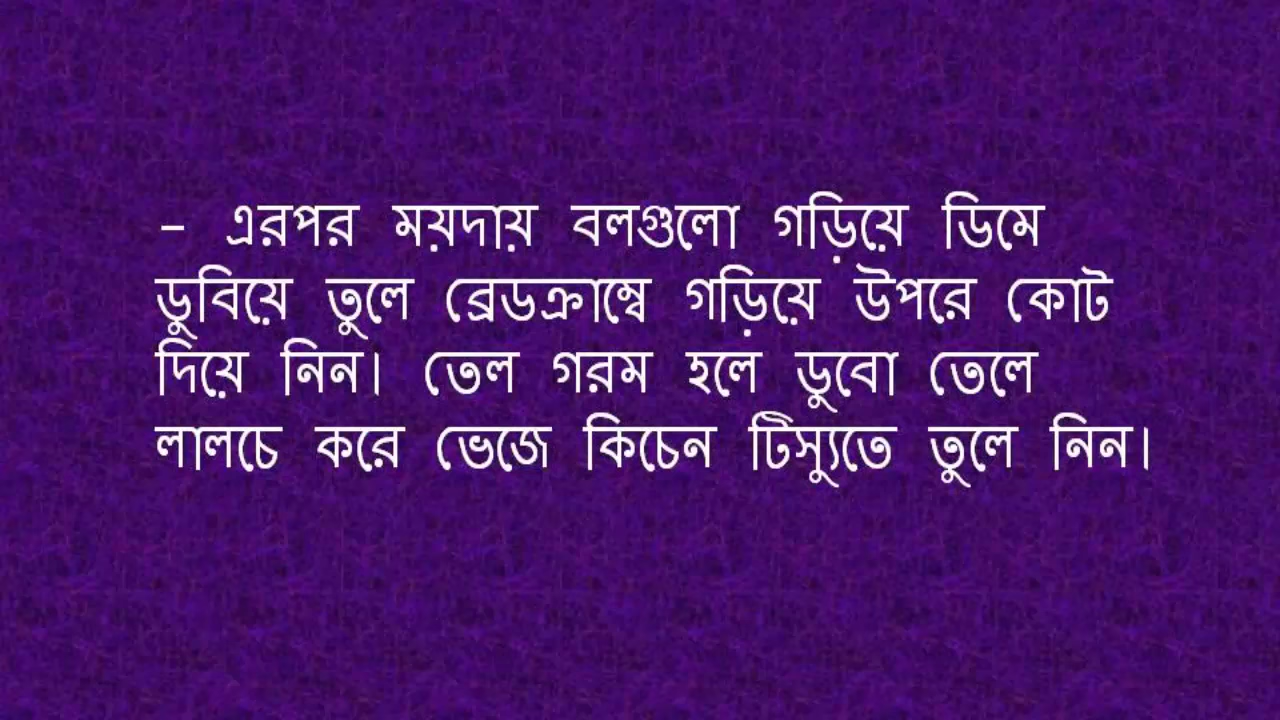 - এরপর ময়দায় বলগুলো গড়িয়ে ডিমে
ডুবিয়ে তুলে ব্রেডক্রাম্বে গড়িয়ে উপরে কোট
দিয়ে নিন। তেল গরম হলে ডুবো তেলে
লালচে করে ভেজে কিচেন টিস্যুতে তুলে নিন।